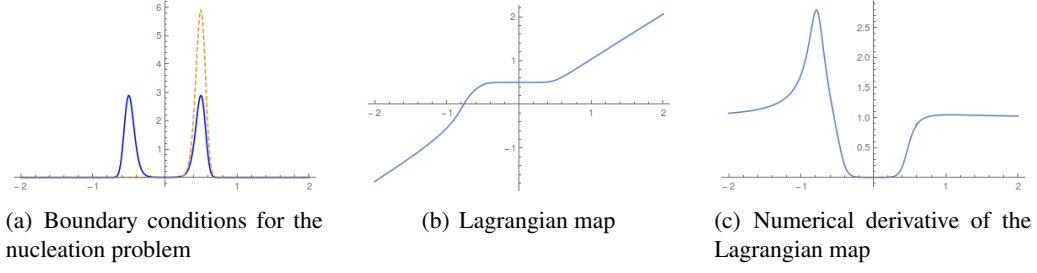 6
5
4
3
2
1
−2 −1 1 2
2
1
−2 −1 1 2
−1
2.5
2.0
1.5
1.0
0.5
−2 −1 0 1 2
(a) Boundary conditions for the
nucleation problem
(b) Lagrangian map
(c) Numerical derivative of the
Lagrangian map